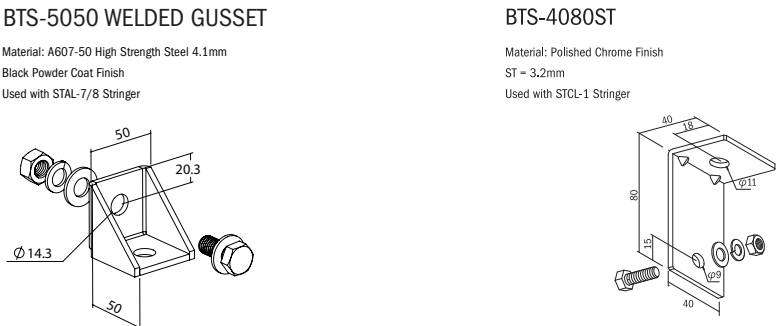 BTS-5050 WELDED GUSSET
Material: A607-50 High Strength Steel 4.1mm
Black Powder Coat Finish
Used with STAL-7/8 Stringer
50
20.3
Ø 14.3
50
BTS-4080ST
Material: Polished Chrome Finish
ST = 3.2mm
Used with STCL-1 Stringer
40
18
φ11
80
15
φ9
40